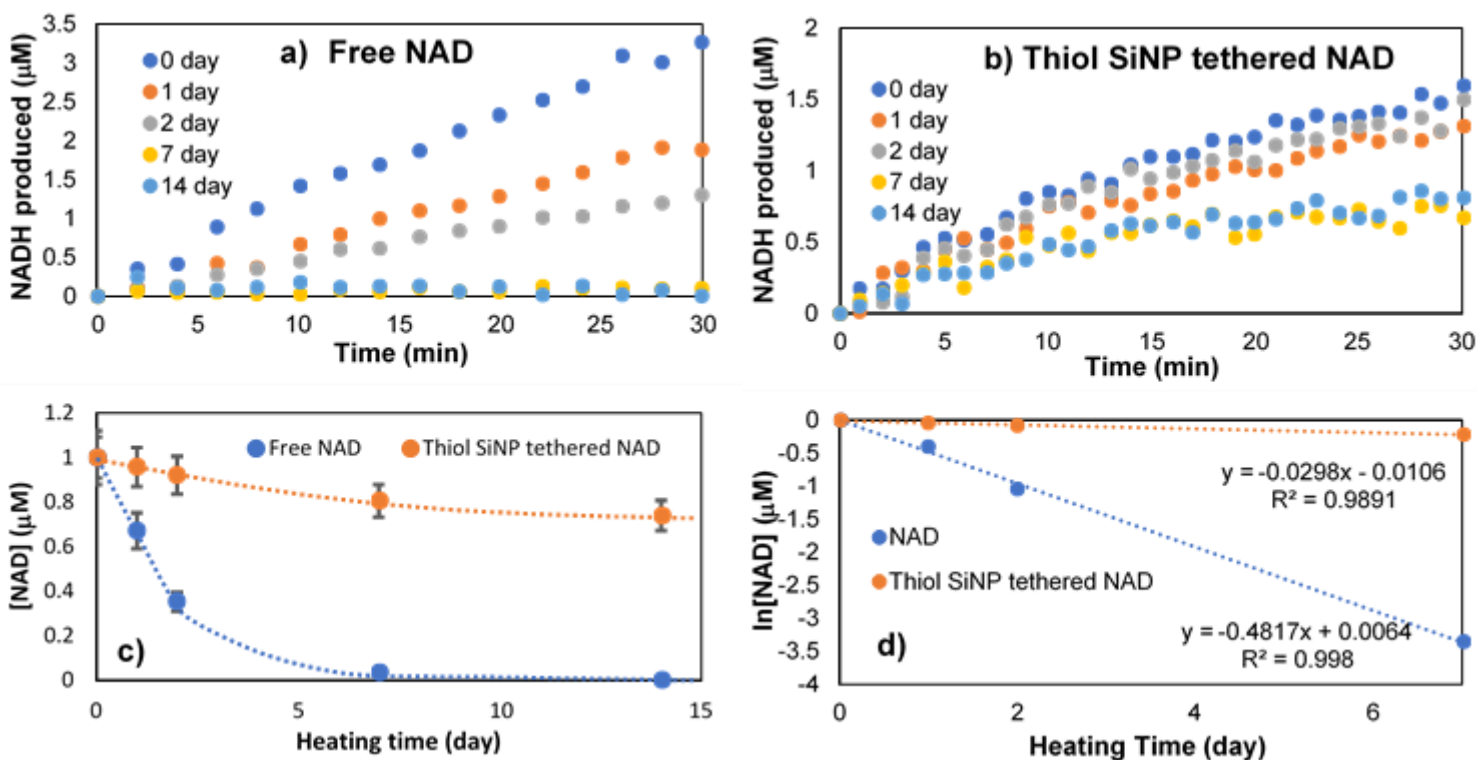 a) Free NAD
NADH produced (μM)
3.5
3
2.5
2
1.5
1
0.5
0
0 day
1 day
2 day
7 day
14 day
0 5 10 15 20 25 30
Time (min)
b) Thiol SiNP tethered NAD
NADH produced (μM)
2
1.5
1
0.5
0
0 day
1 day
2 day
7 day
14 day
0 5 10 15 20 25 30
Time (min)
[NAD] (μM)
1.2
1
0.8
0.6
0.4
0.2
0
Free NAD
Thiol SiNP tethered NAD
c)
0 5 10 15
Heating time (day)
ln[NAD] (μM)
0
-0.5
-1
-1.5
-2
-2.5
-3
-3.5
-4
y = -0.0298x - 0.0106
R² = 0.9891
NAD
Thiol SiNP tethered NAD
y = -0.4817x + 0.0064
R² = 0.998
d)
0 2 4 6
Heating Time (day)